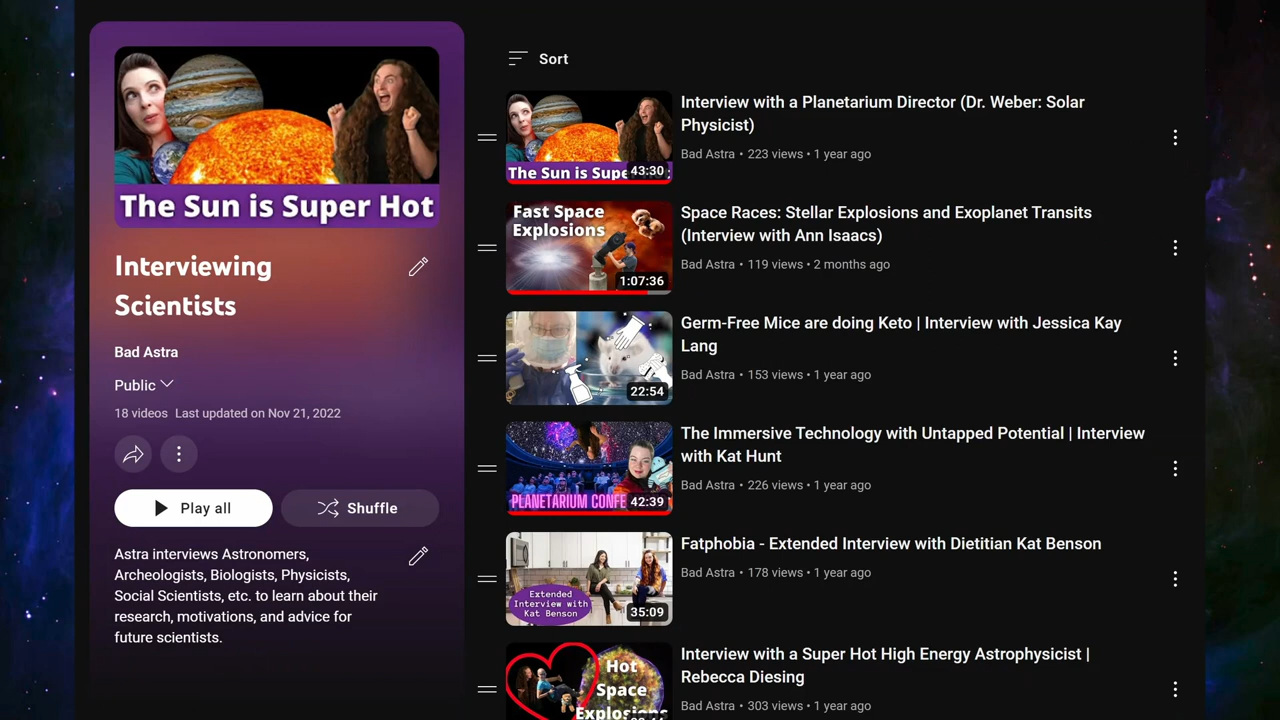 The Sun is Super Hot
Interviewing
Scientists
Bad Astra
Public
18 videos Last updated on Nov 21, 2022
Play all
Shuffle
Astra interviews Astronomers,
Archeologists, Biologists, Physicists,
Social Scientists, etc. to learn about their
research, motivations, and advice for
future scientists.
Sort
The Sun is Supe
43:30
Interview with a Planetarium Director (Dr. Weber: Solar
Physicist)
Bad Astra • 223 views • 1 year ago
Fast Space
Explosions
1:07:36
Space Races: Stellar Explosions and Exoplanet Transits
(Interview with Ann Isaacs)
Bad Astra • 119 views • 2 months ago
22:54
Germ-Free Mice are doing Keto | Interview with Jessica Kay
Lang
Bad Astra • 153 views • 1 year ago
PLANETARIUM CONFE
42:39
The Immersive Technology with Untapped Potential | Interview
with Kat Hunt
Bad Astra • 226 views • 1 year ago
Extended
Interview with
Kat Benson
35:09
Fatphobia - Extended Interview with Dietitian Kat Benson
Bad Astra • 178 views • 1 year ago
Hot
Space
Explosions
Interview with a Super Hot High Energy Astrophysicist |
Rebecca Diesing
Bad Astra • 303 views • 1 year ago